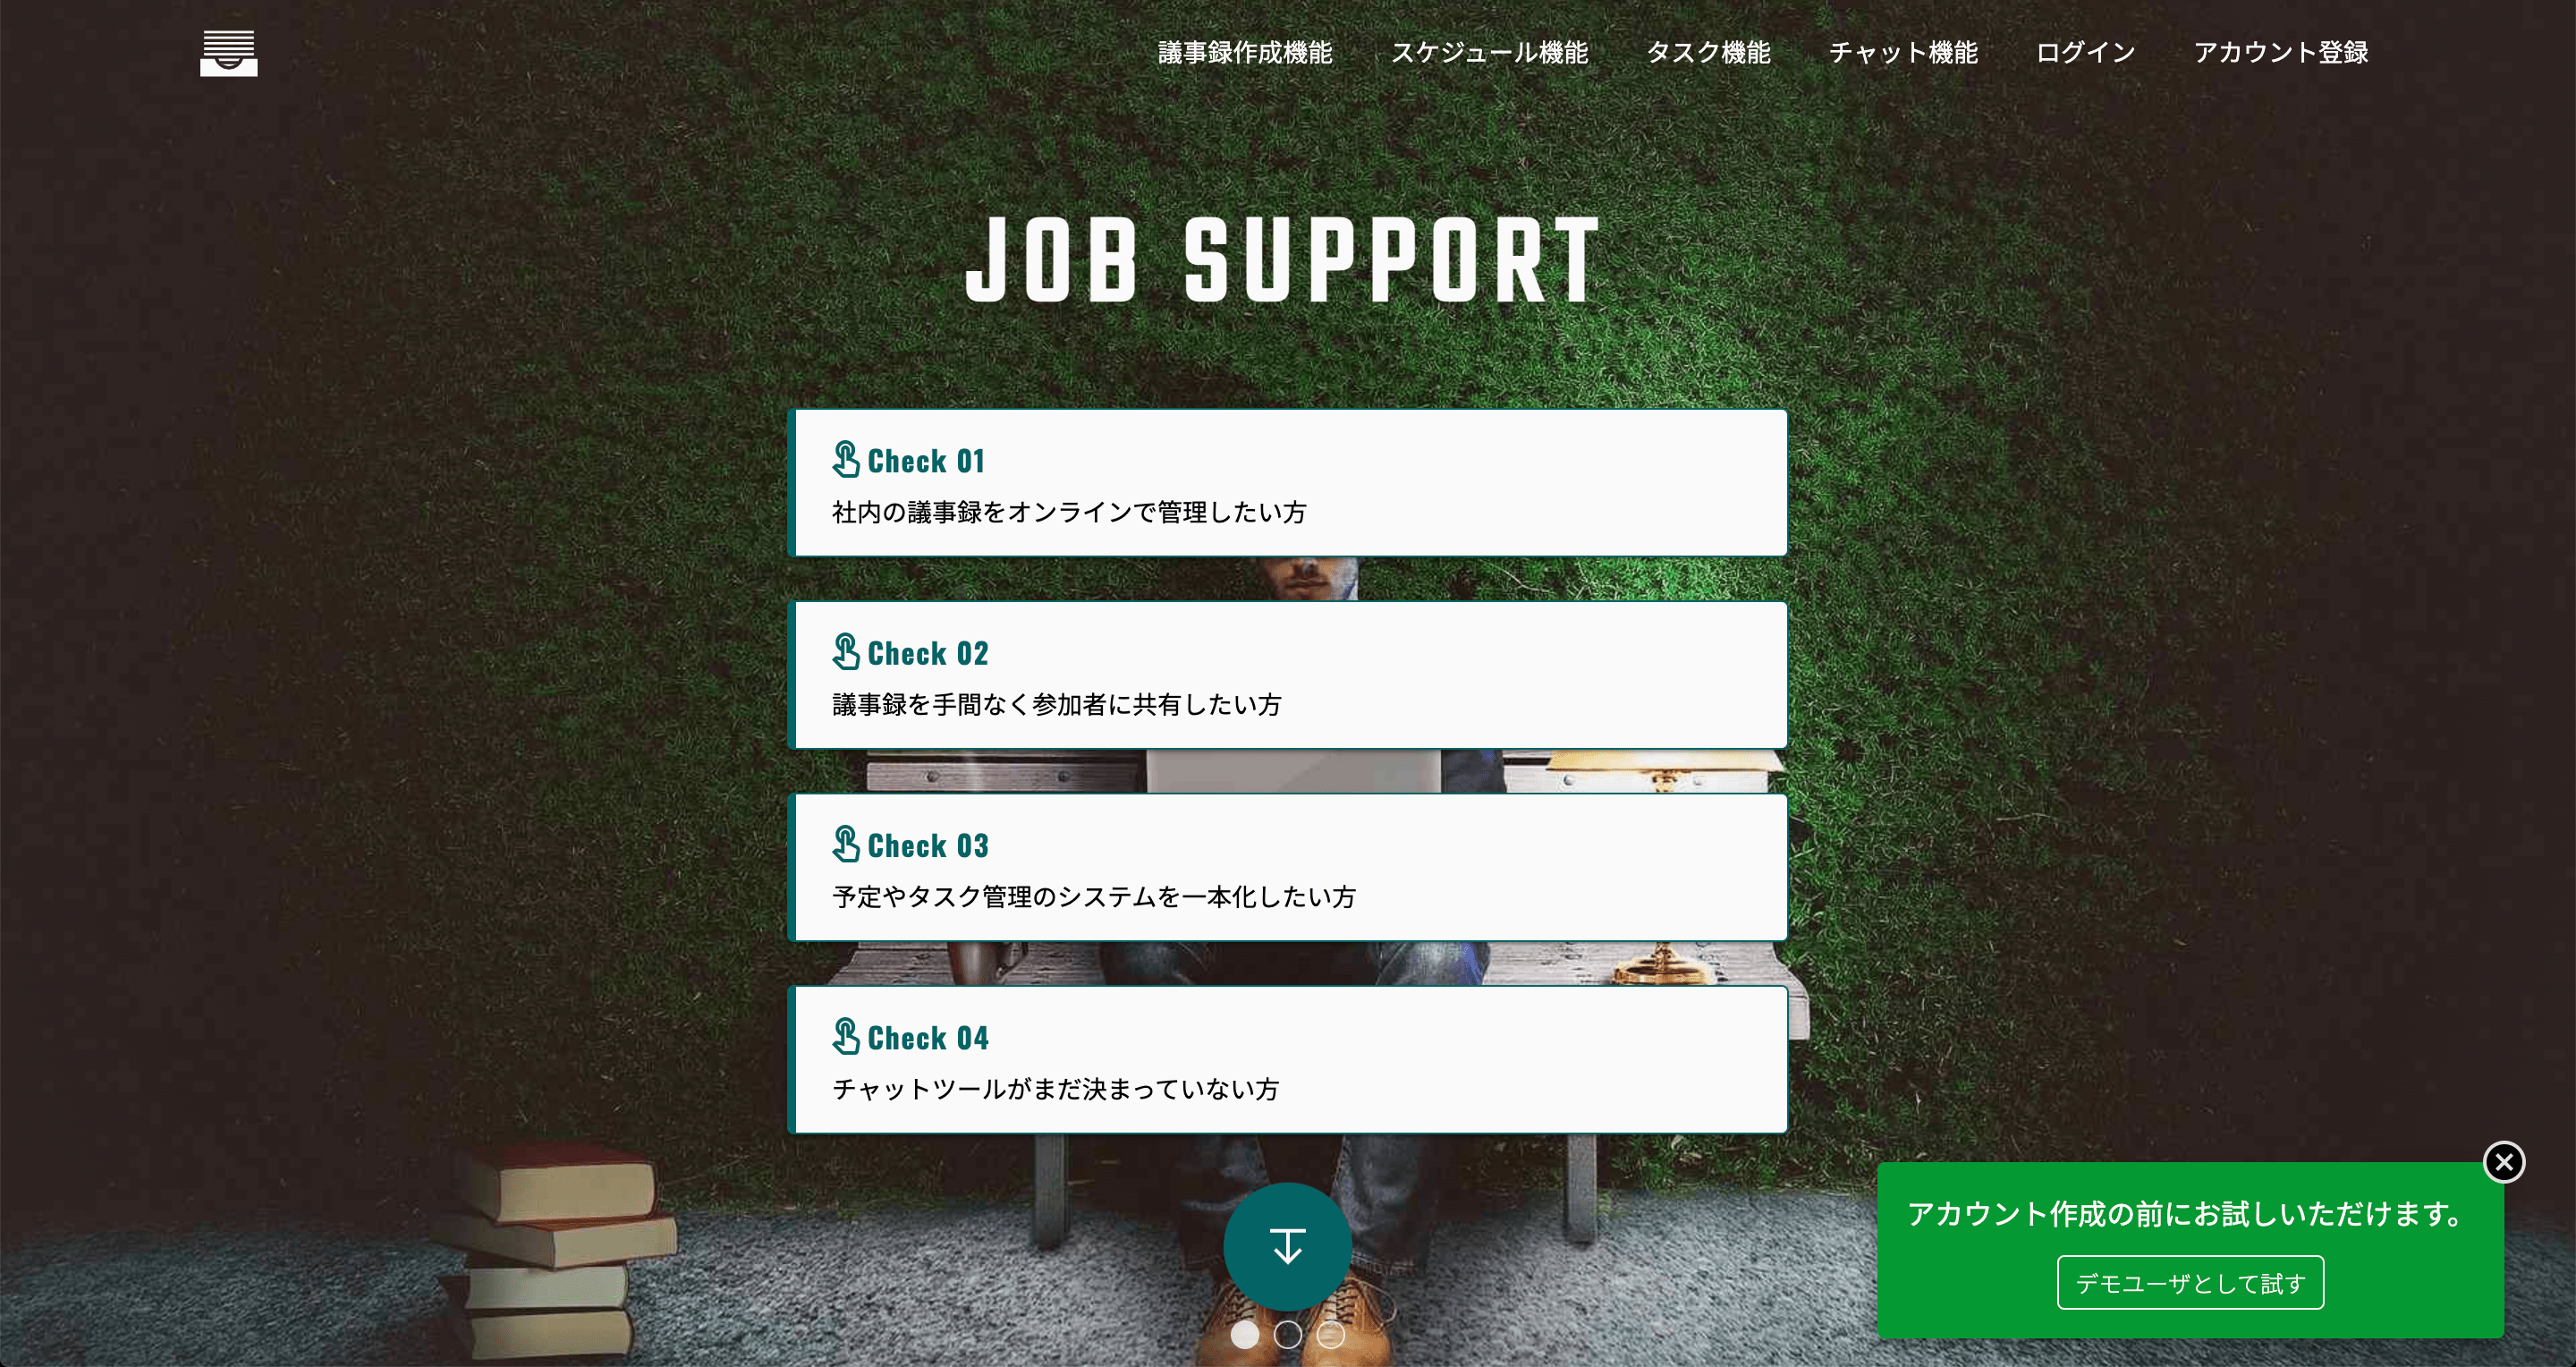 議事録作成機能
スケジュール機能
タスク機能
チャット機能
ログイン
アカウント登録
JOB SUPPORT
Check 01
社内の議事録をオンラインで管理したい方
Check 02
議事録を手間なく参加者に共有したい方
Check 03
予定やタスク管理のシステムを一本化したい方
Check 04
チャットツールがまだ決まっていない方
アカウント作成の前にお試しいただけます。
デモユーザとして試す